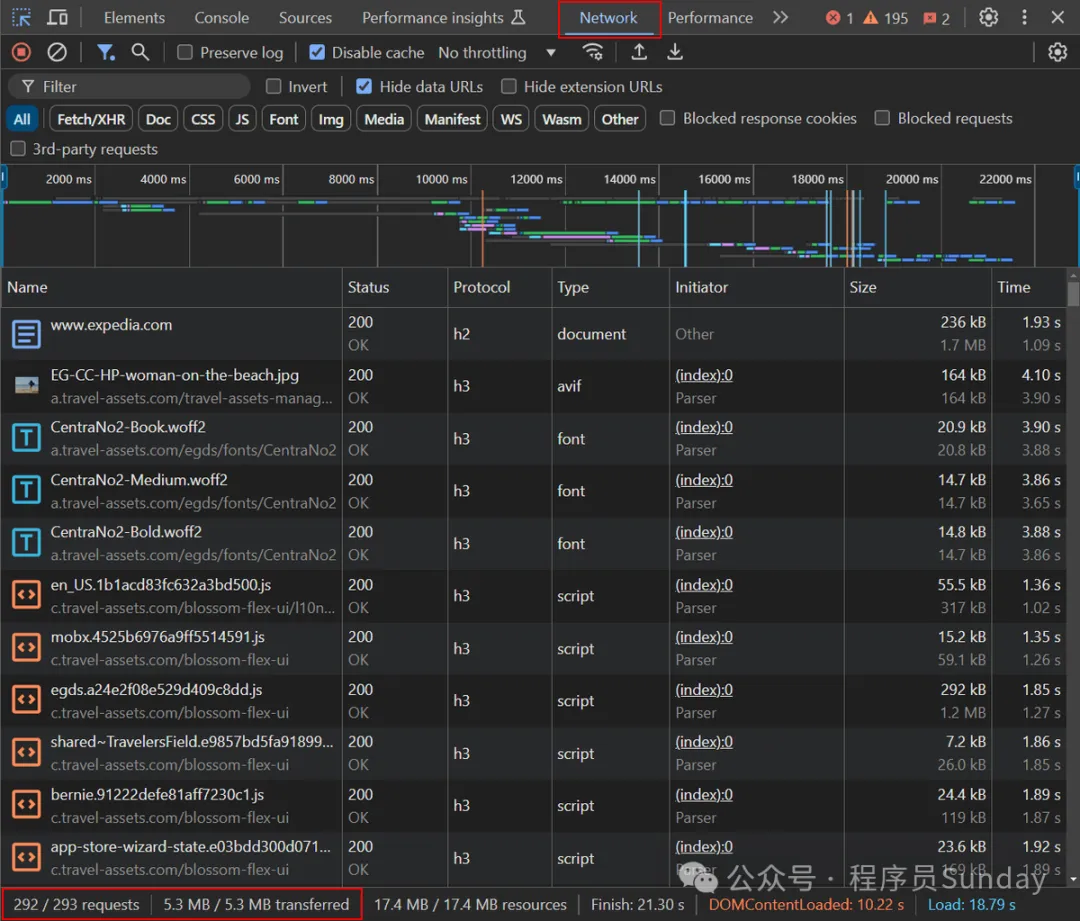 Elements Console Sources Performance insights Network Performance 1 195 2
Preserve log Disable cache No throttling
Filter Invert Hide data URLs Hide extension URLs
All Fetch/XHR Doc CSS JS Font Img Media Manifest WS Wasm Other Blocked response cookies Blocked requests
3rd-party requests
2000 ms 4000 ms 6000 ms 8000 ms 10000 ms 12000 ms 14000 ms 16000 ms 18000 ms 20000 ms 22000 ms
Name Status Protocol Type Initiator Size Time
www.expedia.com 200 OK h2 document Other 236 kB 1.7 MB 1.93 s 1.09 s
EG-CC-HP-woman-on-the-beach.jpg 200 (index):0 164 kB 4.10 s
a.travel-assets.com/travel-assets-manag... OK h3 avif Parser 164 kB 3.90 s
CentraNo2-Book.woff2 200 (index):0 20.9 kB 3.90 s
a.travel-assets.com/egds/fonts/CentraNo2 OK h3 font Parser 20.8 kB 3.88 s
CentraNo2-Medium.woff2 200 (index):0 14.7 kB 3.86 s
a.travel-assets.com/egds/fonts/CentraNo2 OK h3 font Parser 14.7 kB 3.65 s
CentraNo2-Bold.woff2 200 (index):0 14.8 kB 3.88 s
a.travel-assets.com/egds/fonts/CentraNo2 OK h3 font Parser 14.7 kB 3.86 s
en_US.1b1acd83fc632a3bd500.js 200 (index):0 55.5 kB 1.36 s
c.travel-assets.com/blossom-flex-ui/l10n... OK h3 script Parser 317 kB 1.02 s
mobx.4525b6976a9ff5514591.js 200 (index):0 15.2 kB 1.35 s
c.travel-assets.com/blossom-flex-ui OK h3 script Parser 59.1 kB 1.26 s
egds.a24e2f08e529d409c8dd.js 200 (index):0 292 kB 1.85 s
c.travel-assets.com/blossom-flex-ui OK h3 script Parser 1.2 MB 1.27 s
shared~TravelersField.e9857bd5fa91899... 200 (index):0 7.2 kB 1.86 s
c.travel-assets.com/blossom-flex-ui OK h3 script Parser 26.0 kB 1.85 s
bernie.91222defe81aff7230c1.js 200 (index):0 24.4 kB 1.89 s
c.travel-assets.com/blossom-flex-ui OK h3 script Parser 119 kB 1.87 s
app-store-wizard-state.e03bdd300d071... 200 (index):0 23.6 kB 1.92 s
c.travel-assets.com/blossom-flex-ui OK h3 script Parser 169 kB 1.89 s
公众号 · 程序员Sunday
292 / 293 requests 5.3 MB / 5.3 MB transferred 17.4 MB / 17.4 MB resources Finish: 21.30 s DOMContentLoaded: 10.22 s Load: 18.79 s